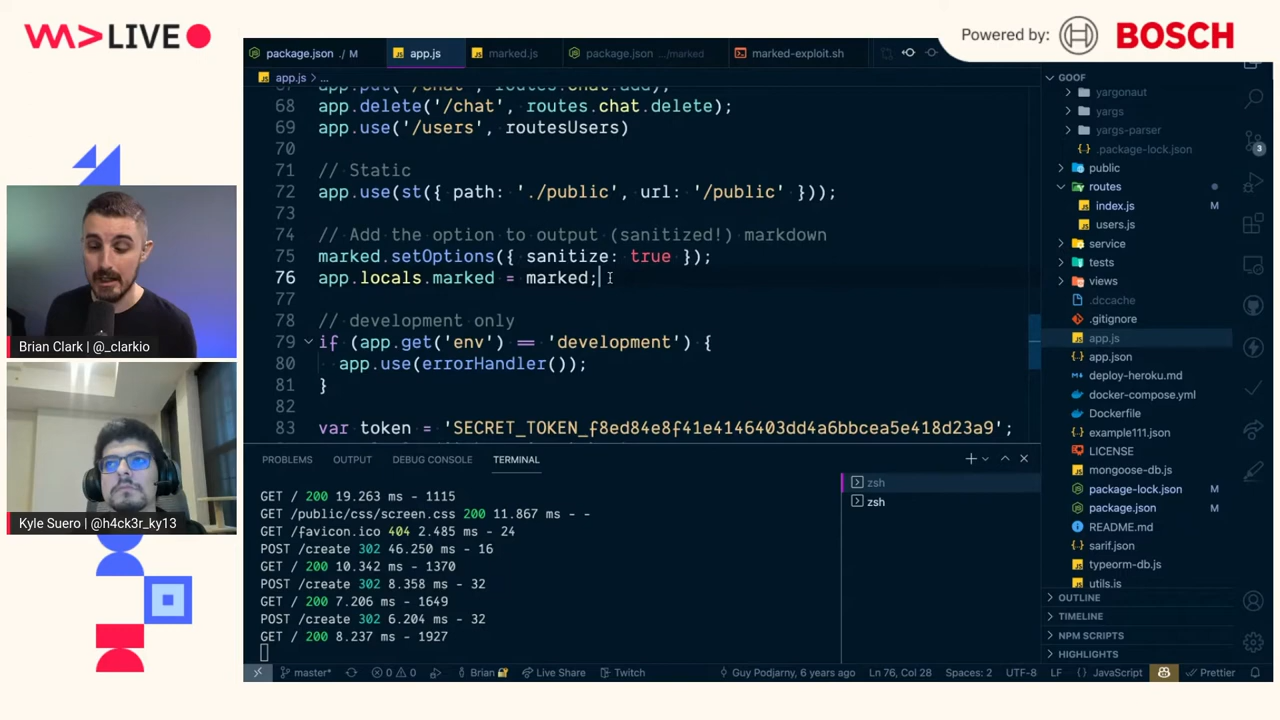 LIVE
Powered by: BOSCH
package.json ./ M
app.js
marked.js
package.json .../marked
marked-exploit.sh
app.js > ...
67 app.put('/chat', routes.chat.add);
68 app.delete('/chat', routes.chat.delete);
69 app.use('/users', routesUsers)
70
71 // Static
72 app.use(st({ path: './public', url: '/public' }));
73
74 // Add the option to output (sanitized!) markdown
75 marked.setOptions({ sanitize: true });
76 app.locals.marked = marked;
77
78 // development only
79 if (app.get('env') == 'development') {
80 app.use(errorHandler());
81 }
82
83 var token = 'SECRET_TOKEN_f8ed84e8f41e4146403dd4a6bbcea5e418d23a9';
PROBLEMS OUTPUT DEBUG CONSOLE TERMINAL
GET / 200 19.263 ms - 1115
GET /public/css/screen.css 200 11.867 ms - -
GET /favicon.ico 404 2.485 ms - 24
POST /create 302 46.250 ms - 16
GET / 200 10.342 ms - 1370
POST /create 302 8.358 ms - 32
GET / 200 7.206 ms - 1649
POST /create 302 6.204 ms - 32
GET / 200 8.237 ms - 1927
zsh
zsh
GOOF
yargonaut
yargs
yargs-parser
.package-lock.json
public
routes
index.js M
users.js
service
tests
views
.dccache
.gitignore
app.js
app.json
deploy-heroku.md
docker-compose.yml
Dockerfile
example111.json
LICENSE
mongoose-db.js
package-lock.json M
package.json M
README.md
sarif.json
typeorm-db.js
utils.js
OUTLINE
TIMELINE
NPM SCRIPTS
HIGHLIGHTS
3
Brian Clark | @_clarkio
Kyle Suero | @h4ck3r_ky13
master* 0 0 Brian Live Share Twitch Guy Podjarny, 6 years ago Ln 76, Col 28 Spaces: 2 UTF-8 LF JavaScript Prettier